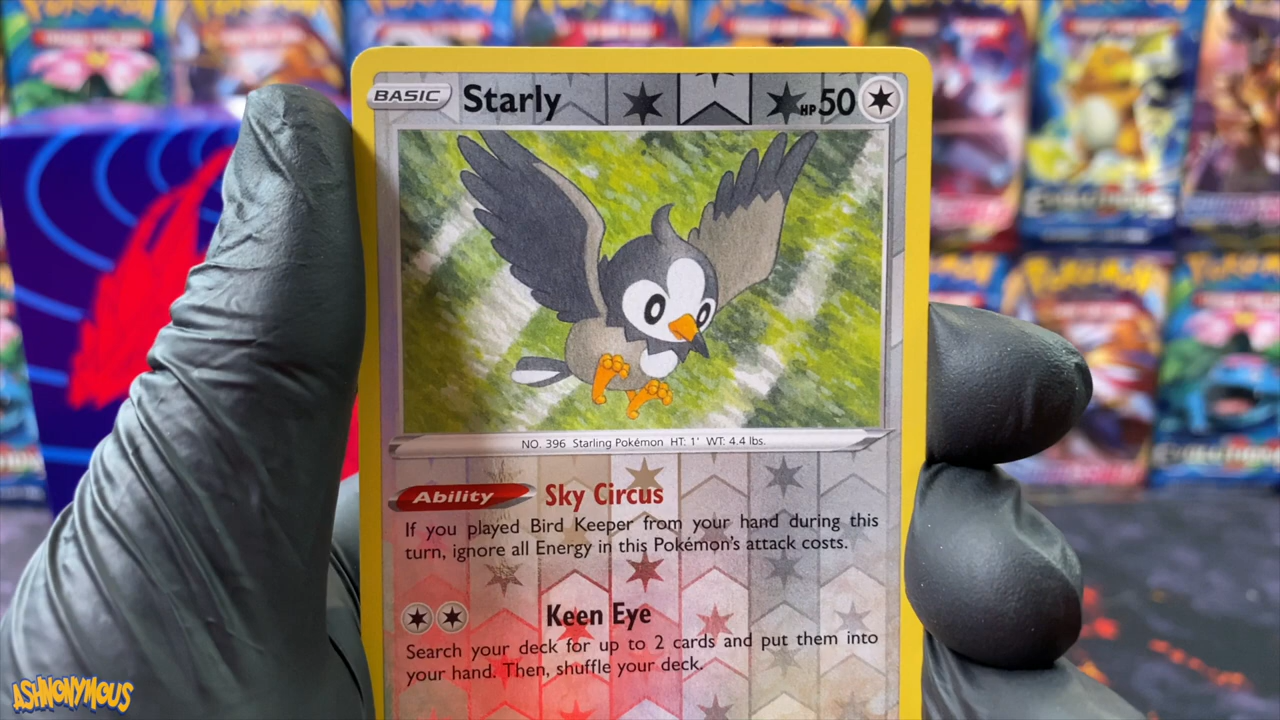 BASIC Starly HP 50
NO. 396 Starling Pokémon HT: 1' WT: 4.4 lbs.
Ability Sky Circus
If you played Bird Keeper from your hand during this
turn, ignore all Energy in this Pokémon's attack costs.
Keen Eye
Search your deck for up to 2 cards and put them into
your hand. Then, shuffle your deck.
ASHNONYMOUS